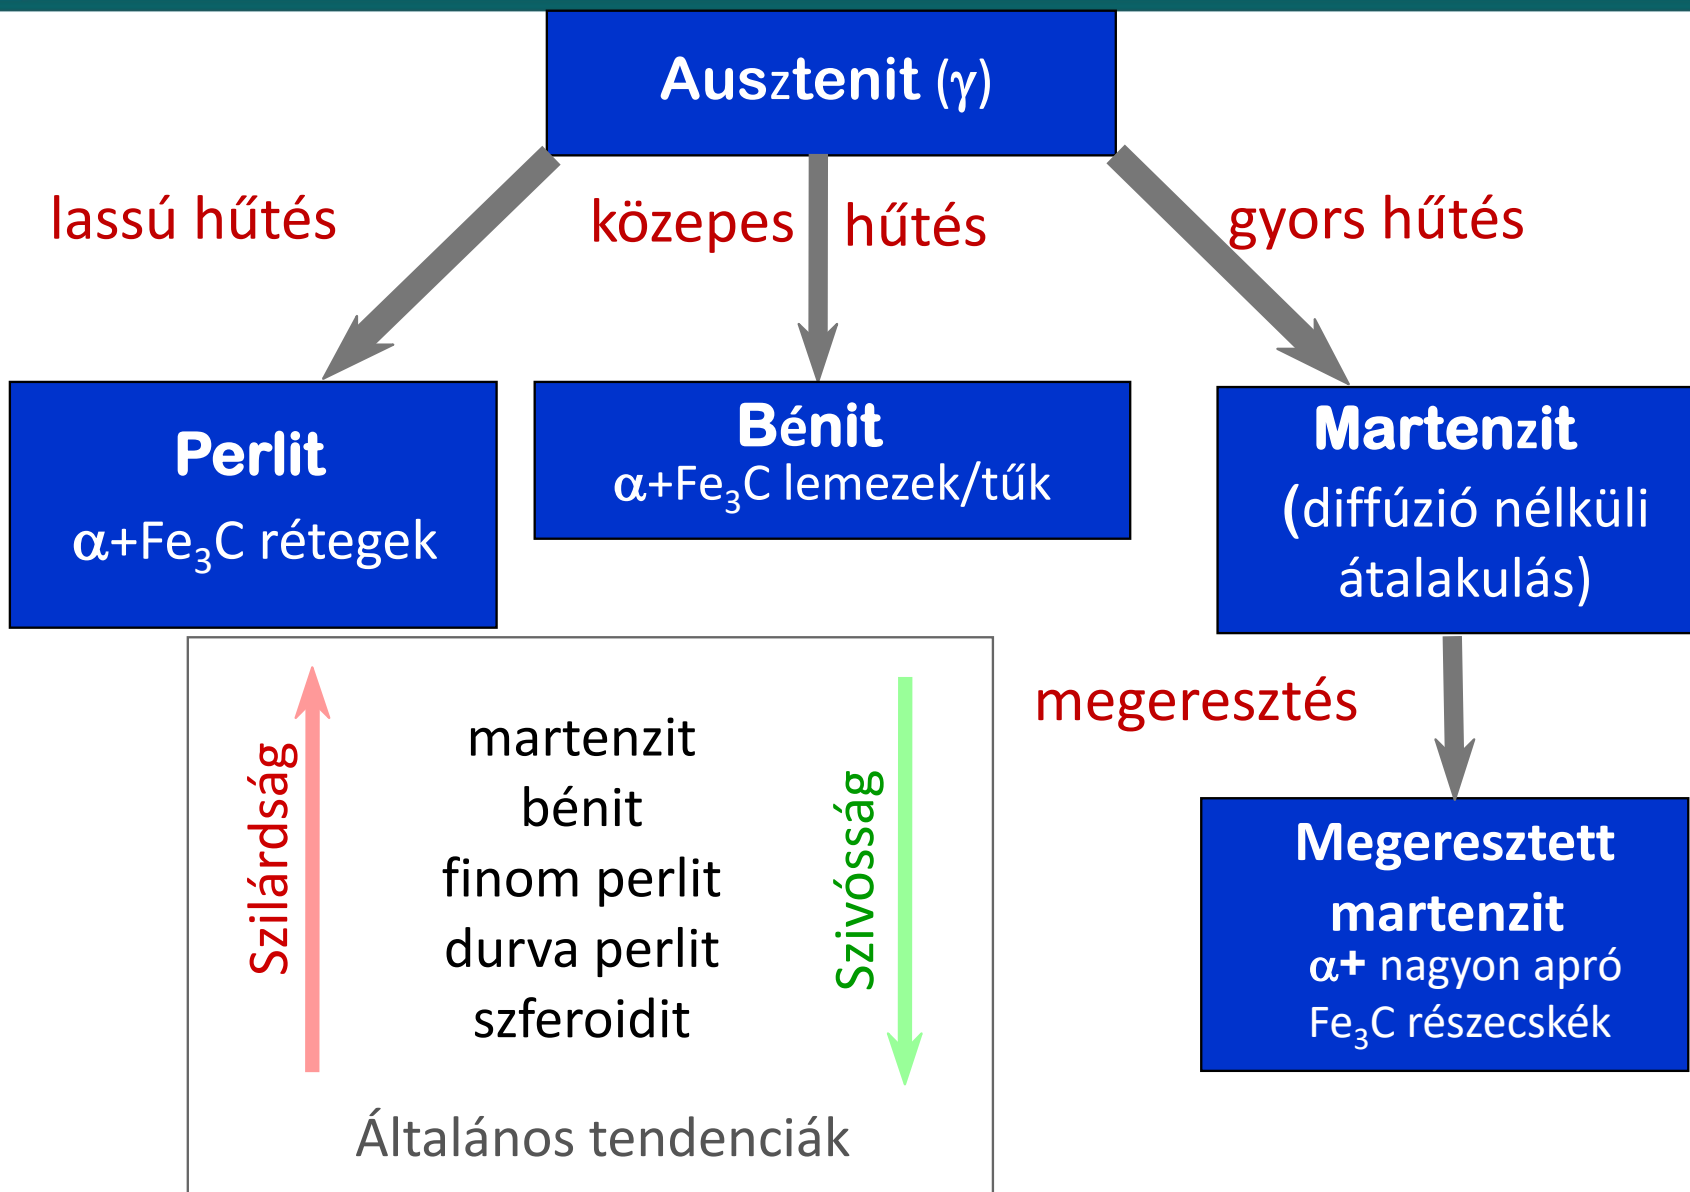 Ausztenit (γ)
lassú hűtés
közepes hűtés
gyors hűtés
Perlit
α+Fe₃C rétegek
Bénit
α+Fe₃C lemezek/tűk
Martenzit
(diffúzió nélküli
átalakulás)
megeresztés
Megeresztett
martenzit
α+ nagyon apró
Fe₃C részecskék
Szilárdság
martenzit
bénit
finom perlit
durva perlit
szferoidit
Szivósság
Általános tendenciák